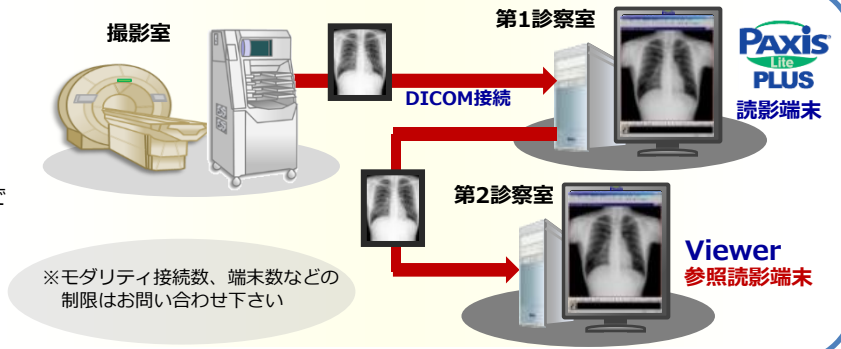 撮影室
第1診察室
PAXiS
Lite
PLUS
読影端末
DICOM接続
で
第2診察室
Viewer
参照読影端末
※モダリティ接続数、端末数などの
制限はお問い合わせ下さい